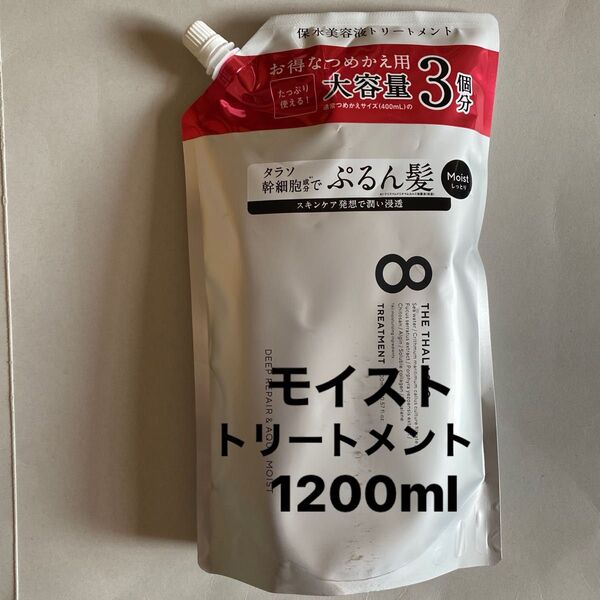 保水美容液トリートメント
お得なつめかえ用
たっぷり
使える!
大容量
3個分
通常つめかえサイズ(400mL)の
タラソ
幹細胞成分で
ぷるん髪
Moist
しっとり
スキンケア発想で潤い浸透
8
THE THAL
TREATMENT
DEEP REPAIR & AQUA MOIST
モイスト
トリートメント
1200ml